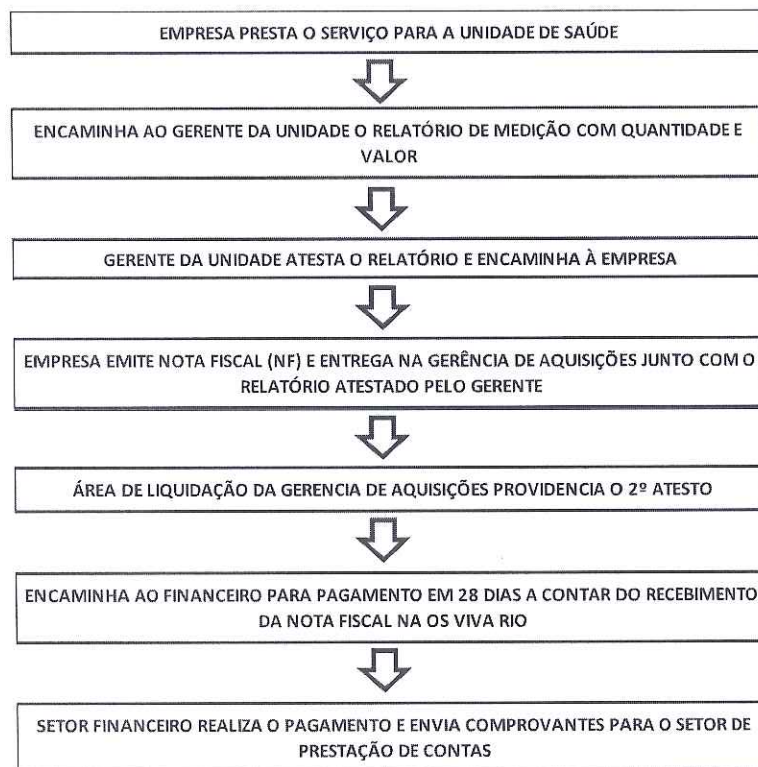 EMPRESA PRESTA O SERVIÇO PARA A UNIDADE DE SAÚDE
ENCAMINHA AO GERENTE DA UNIDADE O RELATÓRIO DE MEDIÇÃO COM QUANTIDADE E
VALOR
GERENTE DA UNIDADE ATESTA O RELATÓRIO E ENCAMINHA À EMPRESA
EMPRESA EMITE NOTA FISCAL (NF) E ENTREGA NA GERÊNCIA DE AQUISIÇÕES JUNTO COM O
RELATÓRIO ATESTADO PELO GERENTE
ÁREA DE LIQUIDAÇÃO DA GERENCIA DE AQUISIÇÕES PROVIDENCIA O 2º ATESTO
ENCAMINHA AO FINANCEIRO PARA PAGAMENTO EM 28 DIAS A CONTAR DO RECEBIMENTO
DA NOTA FISCAL NA OS VIVA RIO
SETOR FINANCEIRO REALIZA O PAGAMENTO E ENVIA COMPROVANTES PARA O SETOR DE
PRESTAÇÃO DE CONTAS